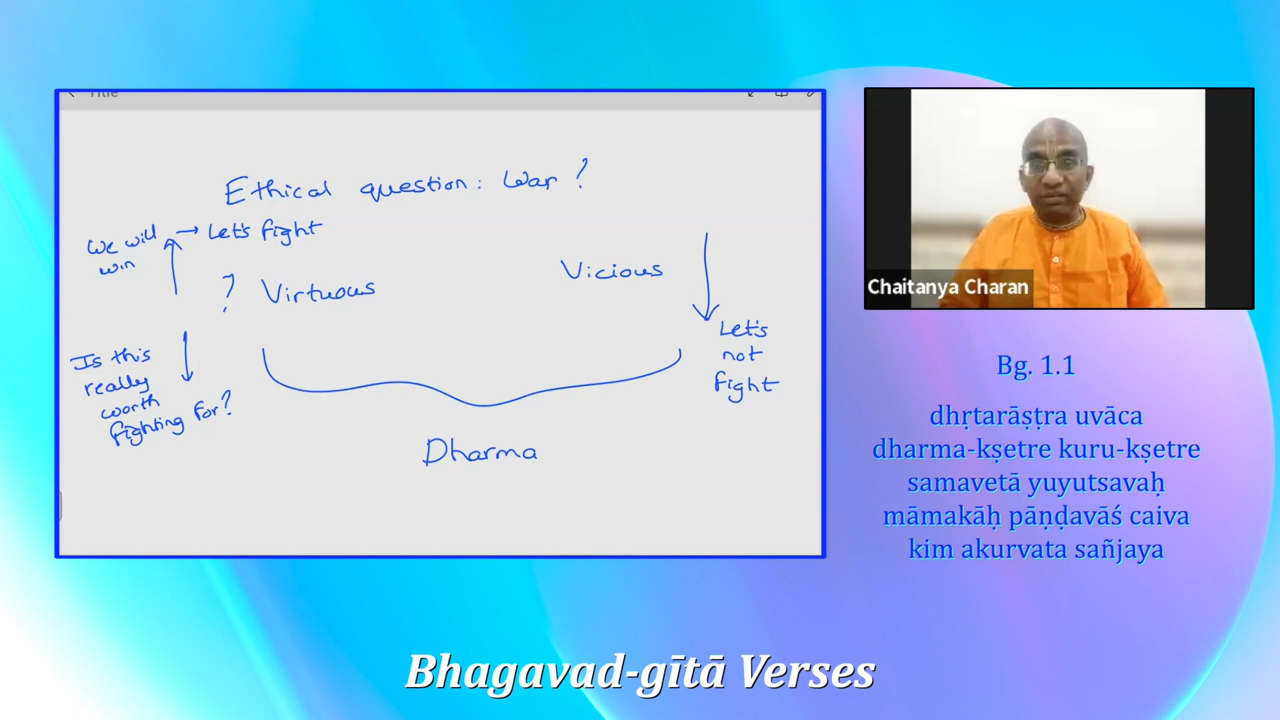 Title
Ethical question: War ?
We will → Let's fight
win
? Virtuous
Vicious
Let's
not
fight
Is this
really
worth
fighting for?
Dharma
Chaitanya Charan
Bg. 1.1
dhṛtarāṣṭra uvāca
dharma-kṣetre kuru-kṣetre
samavetā yuyutsavaḥ
māmakāḥ pāṇḍavāś caiva
kim akurvata sañjaya
Bhagavad-gītā Verses